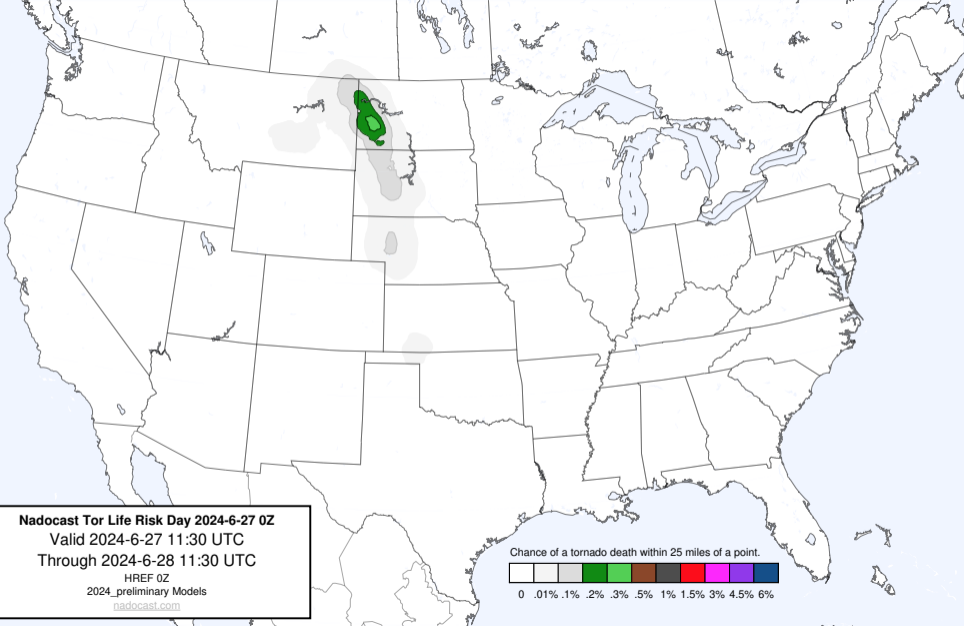 Nadocast Tor Life Risk Day 2024-6-27 0Z
Valid 2024-6-27 11:30 UTC
Through 2024-6-28 11:30 UTC
HREF 0Z
2024_preliminary Models
nadocast.com
Chance of a tornado death within 25 miles of a point.
0 .01% .1% .2% .3% .5% 1% 1.5% 3% 4.5% 6%